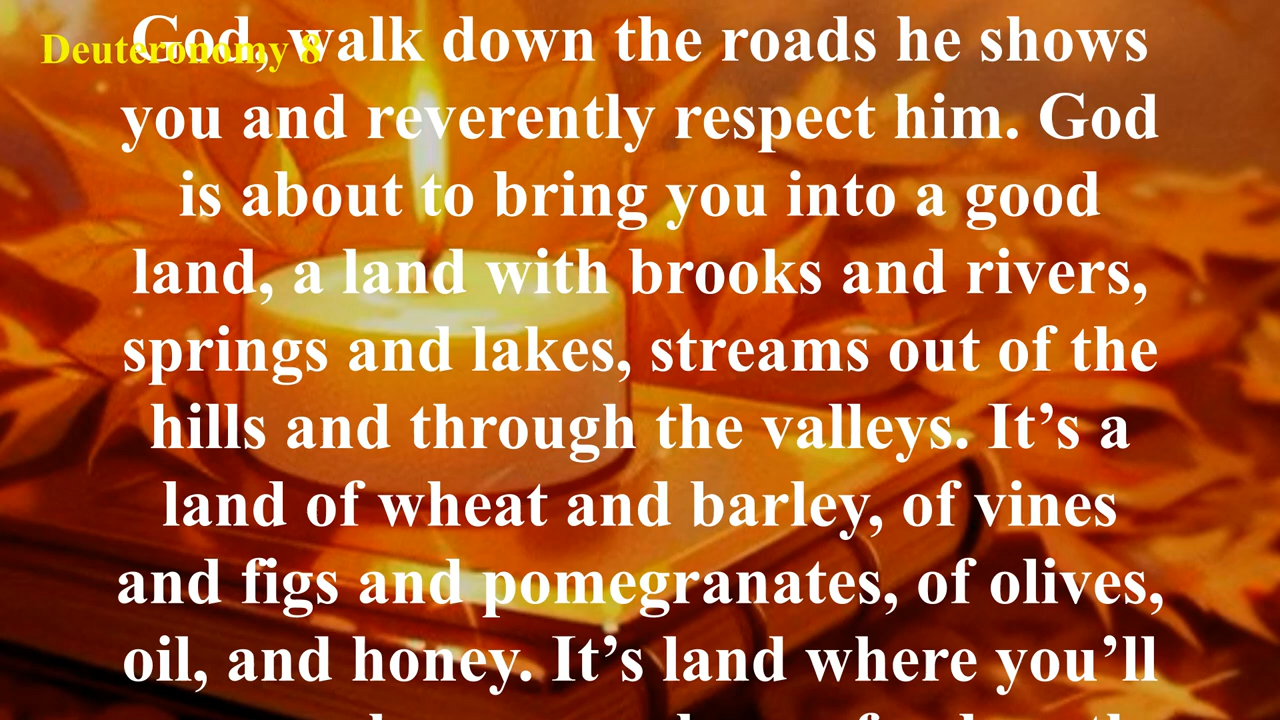 Deuteronomy 8
God, walk down the roads he shows
you and reverently respect him. God
is about to bring you into a good
land, a land with brooks and rivers,
springs and lakes, streams out of the
hills and through the valleys. It’s a
land of wheat and barley, of vines
and figs and pomegranates, of olives,
oil, and honey. It’s land where you’ll